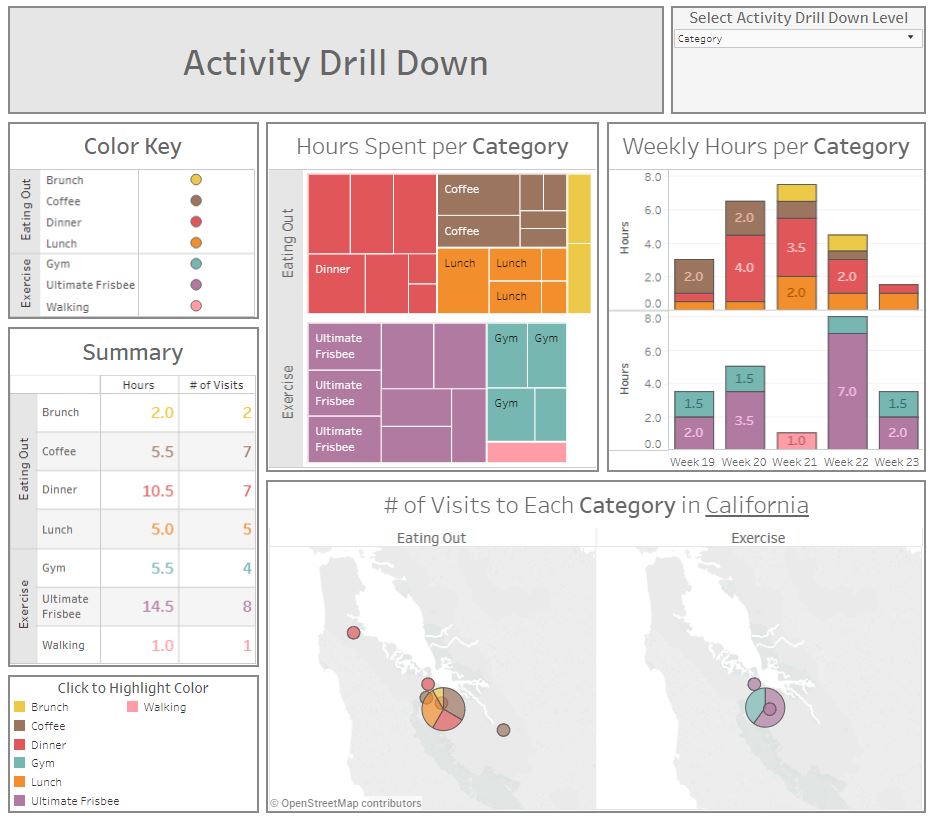 Activity Drill Down
Select Activity Drill Down Level
Category
Color Key
Eating Out
Brunch
Coffee
Dinner
Lunch
Exercise
Gym
Ultimate Frisbee
Walking
Summary
Hours
# of Visits
Eating Out
Brunch 2.0 2
Coffee 5.5 7
Dinner 10.5 7
Lunch 5.0 5
Exercise
Gym 5.5 4
Ultimate
Frisbee 14.5 8
Walking 1.0 1
Click to Highlight Color
Brunch
Walking
Coffee
Dinner
Gym
Lunch
Ultimate Frisbee
Hours Spent per Category
Eating Out
Coffee
Coffee
Dinner
Lunch
Lunch
Lunch
Exercise
Ultimate
Frisbee
Gym
Gym
Ultimate
Frisbee
Gym
Ultimate
Frisbee
Weekly Hours per Category
Hours
8.0
6.0
4.0
2.0
0.0
2.0
2.0
4.0
3.5
2.0
2.0
Hours
8.0
6.0
4.0
2.0
0.0
1.5
2.0
1.5
3.5
1.0
7.0
1.5
2.0
Week 19 Week 20 Week 21 Week 22 Week 23
# of Visits to Each Category in California
Eating Out
Exercise
© OpenStreetMap contributors